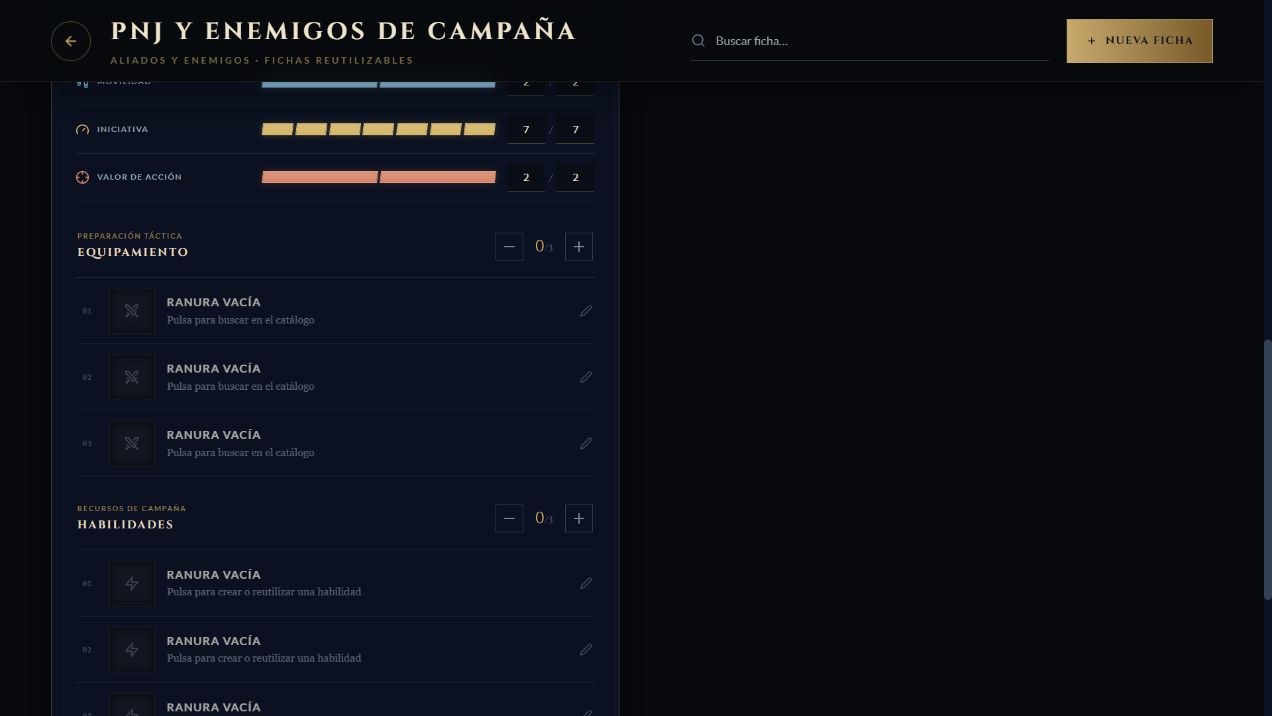 PNJ Y ENEMIGOS DE CAMPAÑA
ALIADOS Y ENEMIGOS · FICHAS REUTILIZABLES
Buscar ficha...
+ NUEVA FICHA
MOVILIDAD 2 / 2
INICIATIVA 7 / 7
VALOR DE ACCIÓN 2 / 2
PREPARACIÓN TÁCTICA
EQUIPAMIENTO
— 0/3 +
01 RANURA VACÍA
Pulsa para buscar en el catálogo
02 RANURA VACÍA
Pulsa para buscar en el catálogo
03 RANURA VACÍA
Pulsa para buscar en el catálogo
RECURSOS DE CAMPAÑA
HABILIDADES
— 0/3 +
01 RANURA VACÍA
Pulsa para crear o reutilizar una habilidad
02 RANURA VACÍA
Pulsa para crear o reutilizar una habilidad
03 RANURA VACÍA